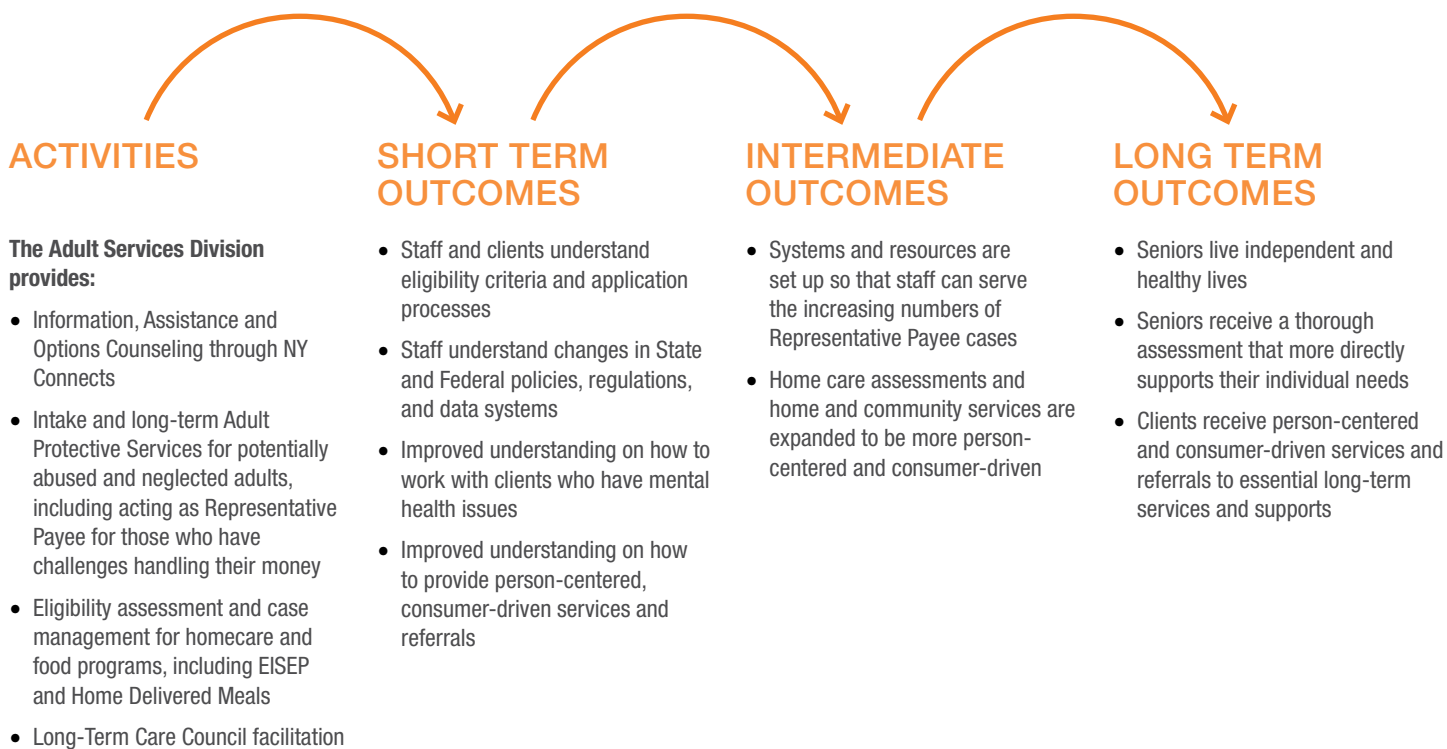 ACTIVITIES
The Adult Services Division
provides:
• Information, Assistance and
Options Counseling through NY
Connects
• Intake and long-term Adult
Protective Services for potentially
abused and neglected adults,
including acting as Representative
Payee for those who have
challenges handling their money
• Eligibility assessment and case
management for homecare and
food programs, including EISEP
and Home Delivered Meals
• Long-Term Care Council facilitation
SHORT TERM
OUTCOMES
• Staff and clients understand
eligibility criteria and application
processes
• Staff understand changes in State
and Federal policies, regulations,
and data systems
• Improved understanding on how to
work with clients who have mental
health issues
• Improved understanding on how
to provide person-centered,
consumer-driven services and
referrals
INTERMEDIATE
OUTCOMES
• Systems and resources are
set up so that staff can serve
the increasing numbers of
Representative Payee cases
• Home care assessments and
home and community services are
expanded to be more person-
centered and consumer-driven
LONG TERM
OUTCOMES
• Seniors live independent and
healthy lives
• Seniors receive a thorough
assessment that more directly
supports their individual needs
• Clients receive person-centered
and consumer-driven services and
referrals to essential long-term
services and supports